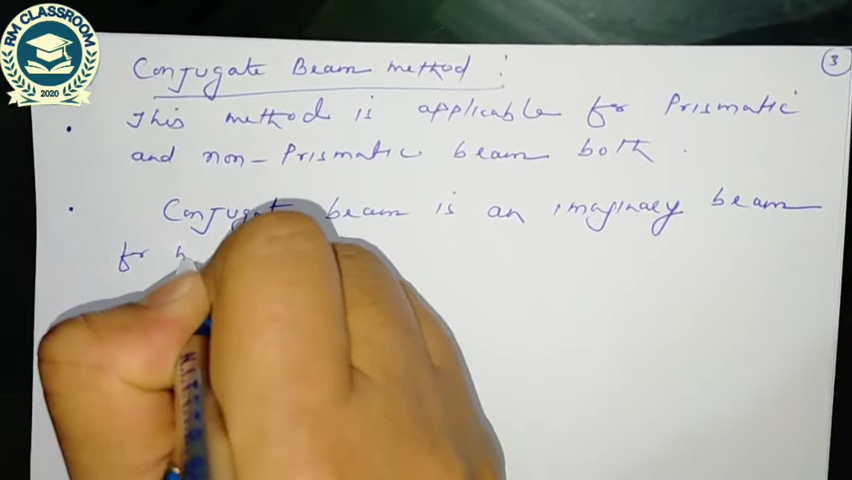 RM CLASSROOM
2020
3
Conjugate Beam method :
• This method is applicable for Prismatic
and non-Prismatic beam both .
• Conjugate beam is an imaginary beam
for